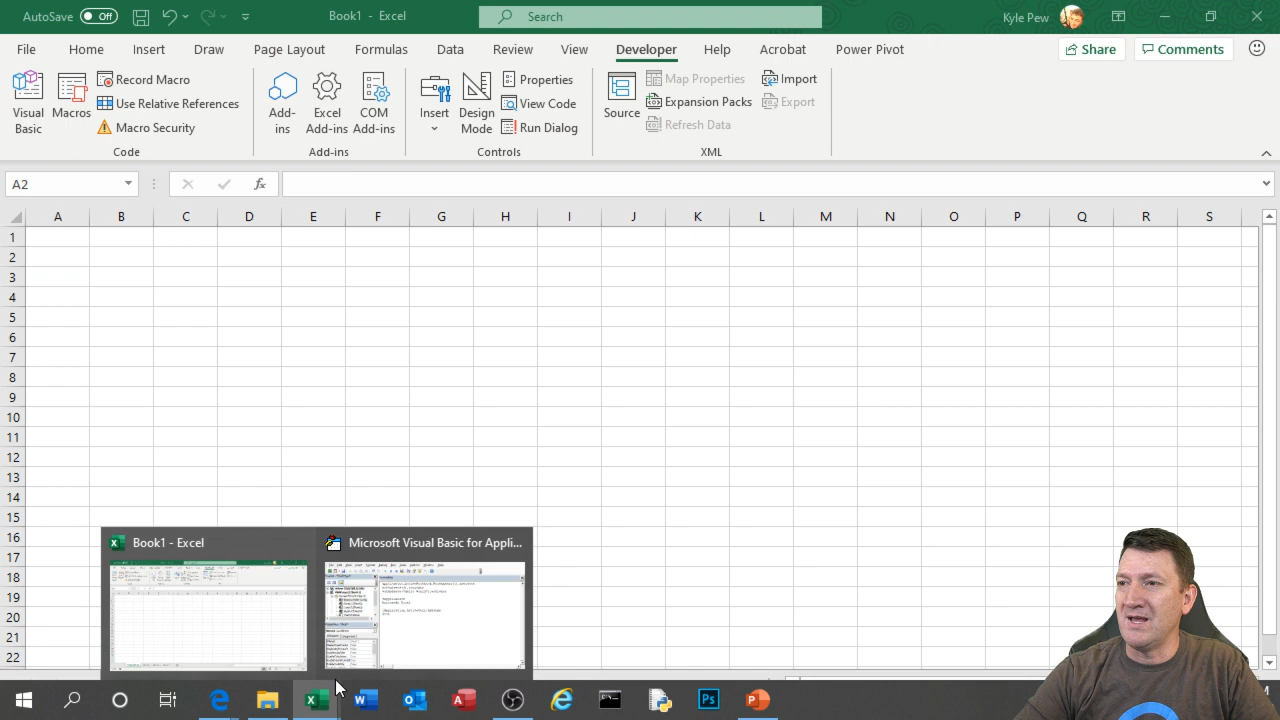 AutoSave Off Book1 - Excel Search Kyle Pew
File Home Insert Draw Page Layout Formulas Data Review View Developer Help Acrobat Power Pivot Share Comments
Visual Basic
Macros
Record Macro
Use Relative References
Macro Security
Code
Add-ins
Excel Add-ins
COM Add-ins
Add-ins
Insert
Design Mode
Properties
View Code
Run Dialog
Controls
Source
Map Properties
Expansion Packs
Refresh Data
Import
Export
XML
A2 fx
A B C D E F G H I J K L M N O P Q R S
1
2
3
4
5
6
7
8
9
10
11
12
13
14
15
16
17
18
19
20
21
22
Book1 - Excel
Microsoft Visual Basic for Appli...